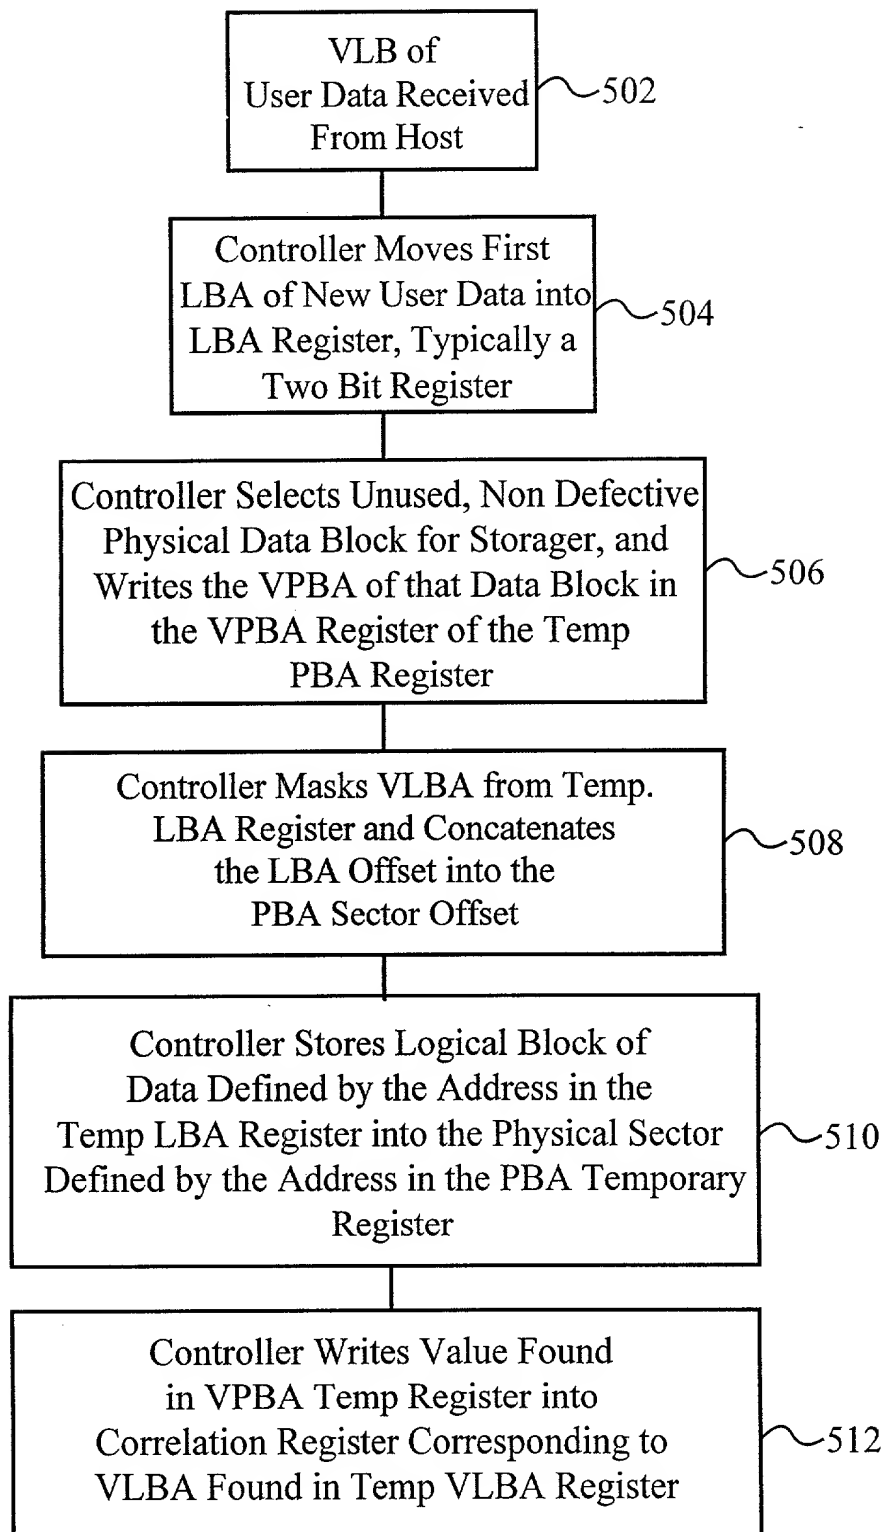 VLB of
User Data Received
From Host
502
Controller Moves First
LBA of New User Data into
LBA Register, Typically a
Two Bit Register
504
Controller Selects Unused, Non Defective
Physical Data Block for Storager, and
Writes the VPBA of that Data Block in
the VPBA Register of the Temp
PBA Register
506
Controller Masks VLBA from Temp.
LBA Register and Concatenates
the LBA Offset into the
PBA Sector Offset
508
Controller Stores Logical Block of
Data Defined by the Address in the
Temp LBA Register into the Physical Sector
Defined by the Address in the PBA Temporary
Register
510
Controller Writes Value Found
in VPBA Temp Register into
Correlation Register Corresponding to
VLBA Found in Temp VLBA Register
512